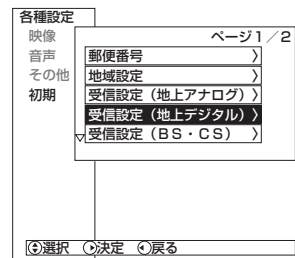 各種設定
映像
音声
その他
初期
ページ1／2
郵便番号 〉
地域設定 〉
受信設定（地上アナログ）〉
受信設定（地上デジタル）〉
受信設定（BS・CS）〉
選択 決定 戻る